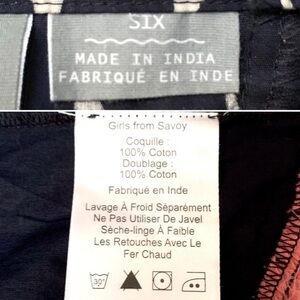 SIX
MADE IN INDIA
FABRIQUÉ EN INDE
Girls from Savoy
Coquille :
100% Coton
Doublage :
100% Coton
Fabriqué en Inde
Lavage À Froid Séparément
Ne Pas Utiliser De Javel
Sèche-linge À Faible
Les Retouches Avec Le
Fer Chaud
30°